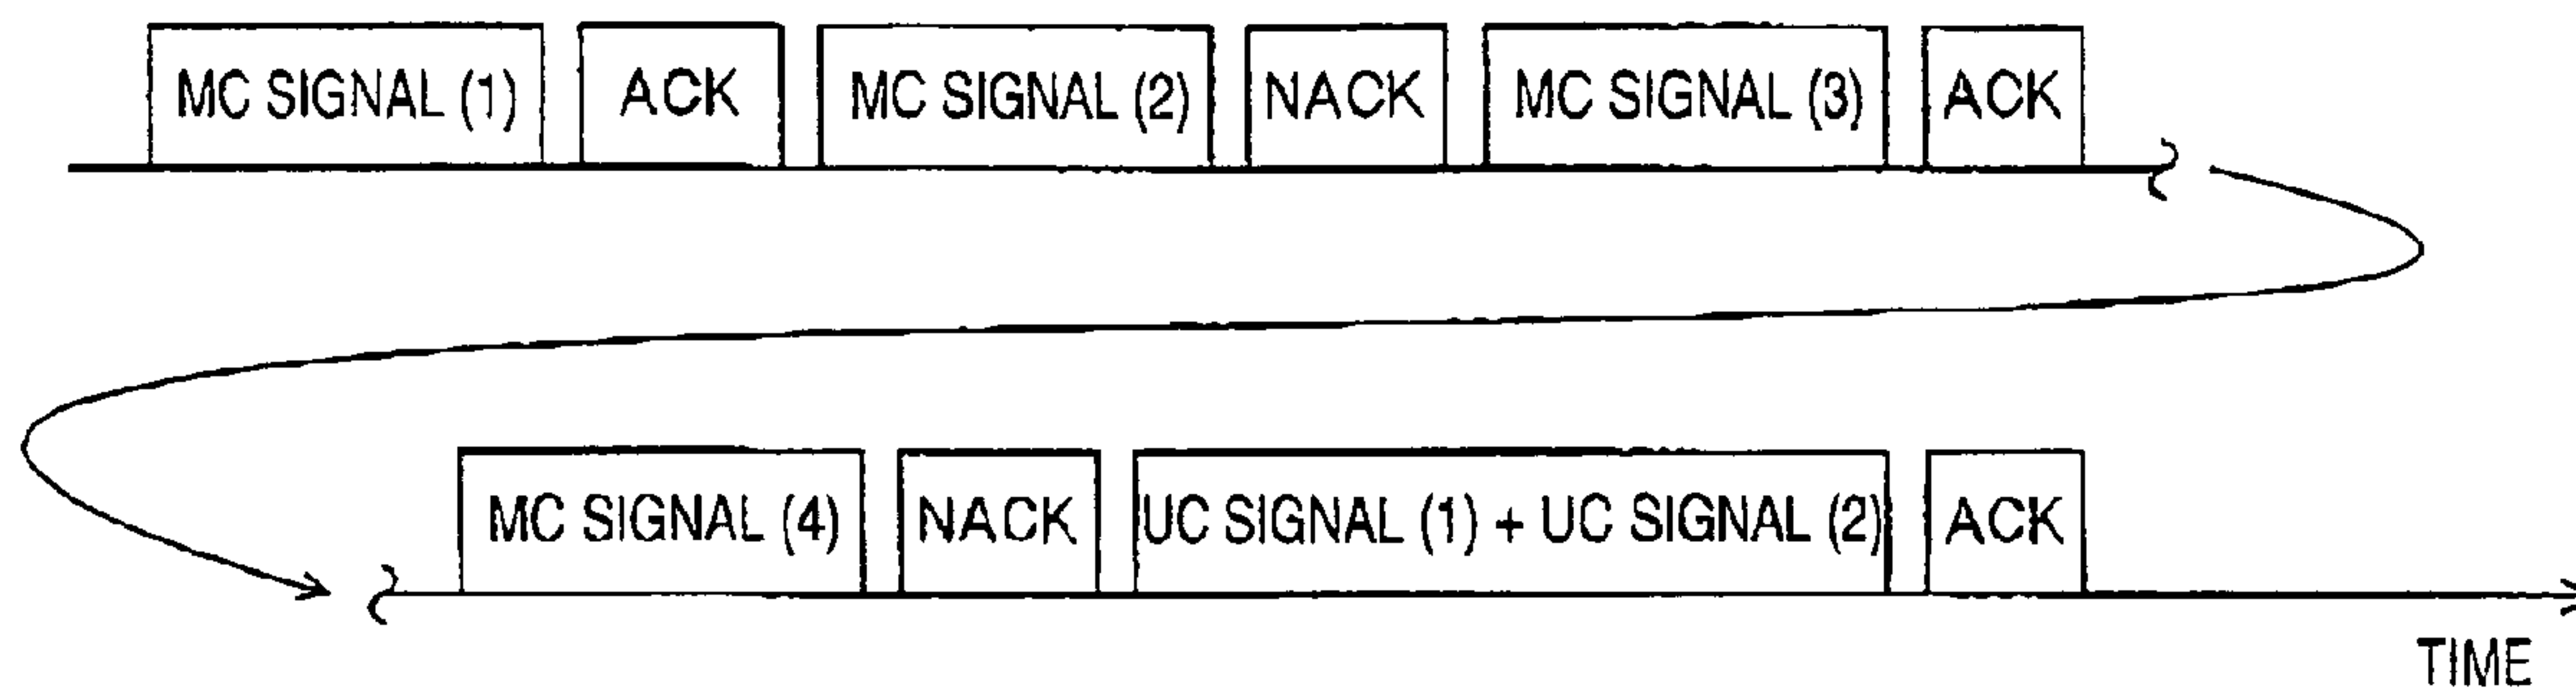 MC SIGNAL (1) ACK MC SIGNAL (2) NACK MC SIGNAL (3) ACK
MC SIGNAL (4) NACK UC SIGNAL (1) + UC SIGNAL (2) ACK
TIME